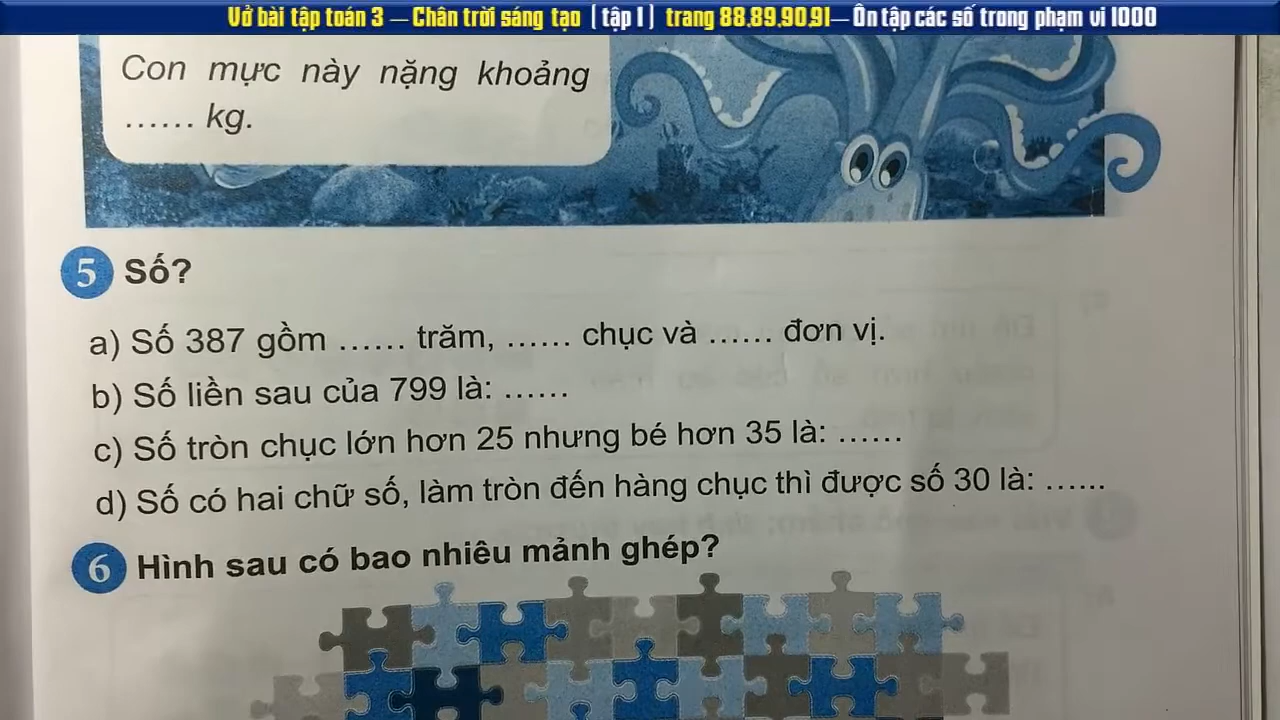 Vở bài tập toán 3 – Chân trời sáng tạo ( tập 1 ) trang 88,89,90,91– Ôn tập các số trong phạm vi 1000
Con mực này nặng khoảng
...... kg.
5 Số?
a) Số 387 gồm ...... trăm, ...... chục và ...... đơn vị.
b) Số liền sau của 799 là: ......
c) Số tròn chục lớn hơn 25 nhưng bé hơn 35 là: ......
d) Số có hai chữ số, làm tròn đến hàng chục thì được số 30 là: ......
6 Hình sau có bao nhiêu mảnh ghép?